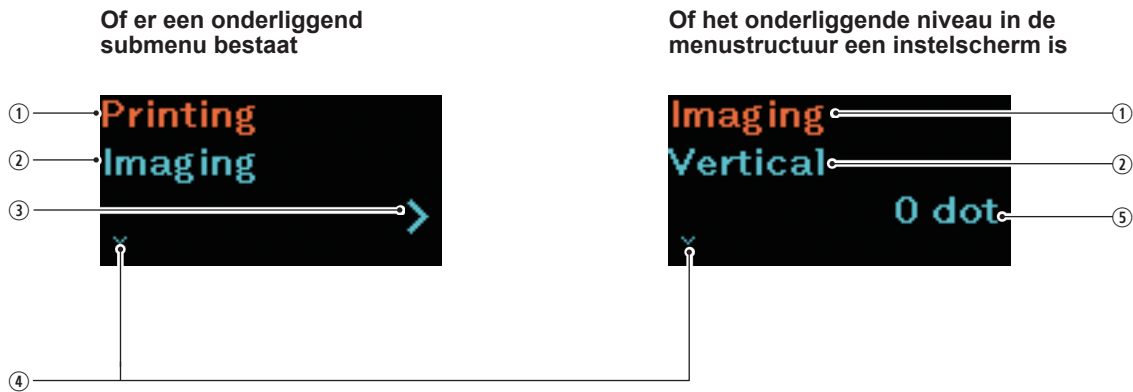 Of er een onderliggend
submenu bestaat
① Printing
② Imaging
③ >
④
Of het onderliggende niveau in de
menustructuur een instelscherm is
Imaging ①
Vertical ②
0 dot ⑤